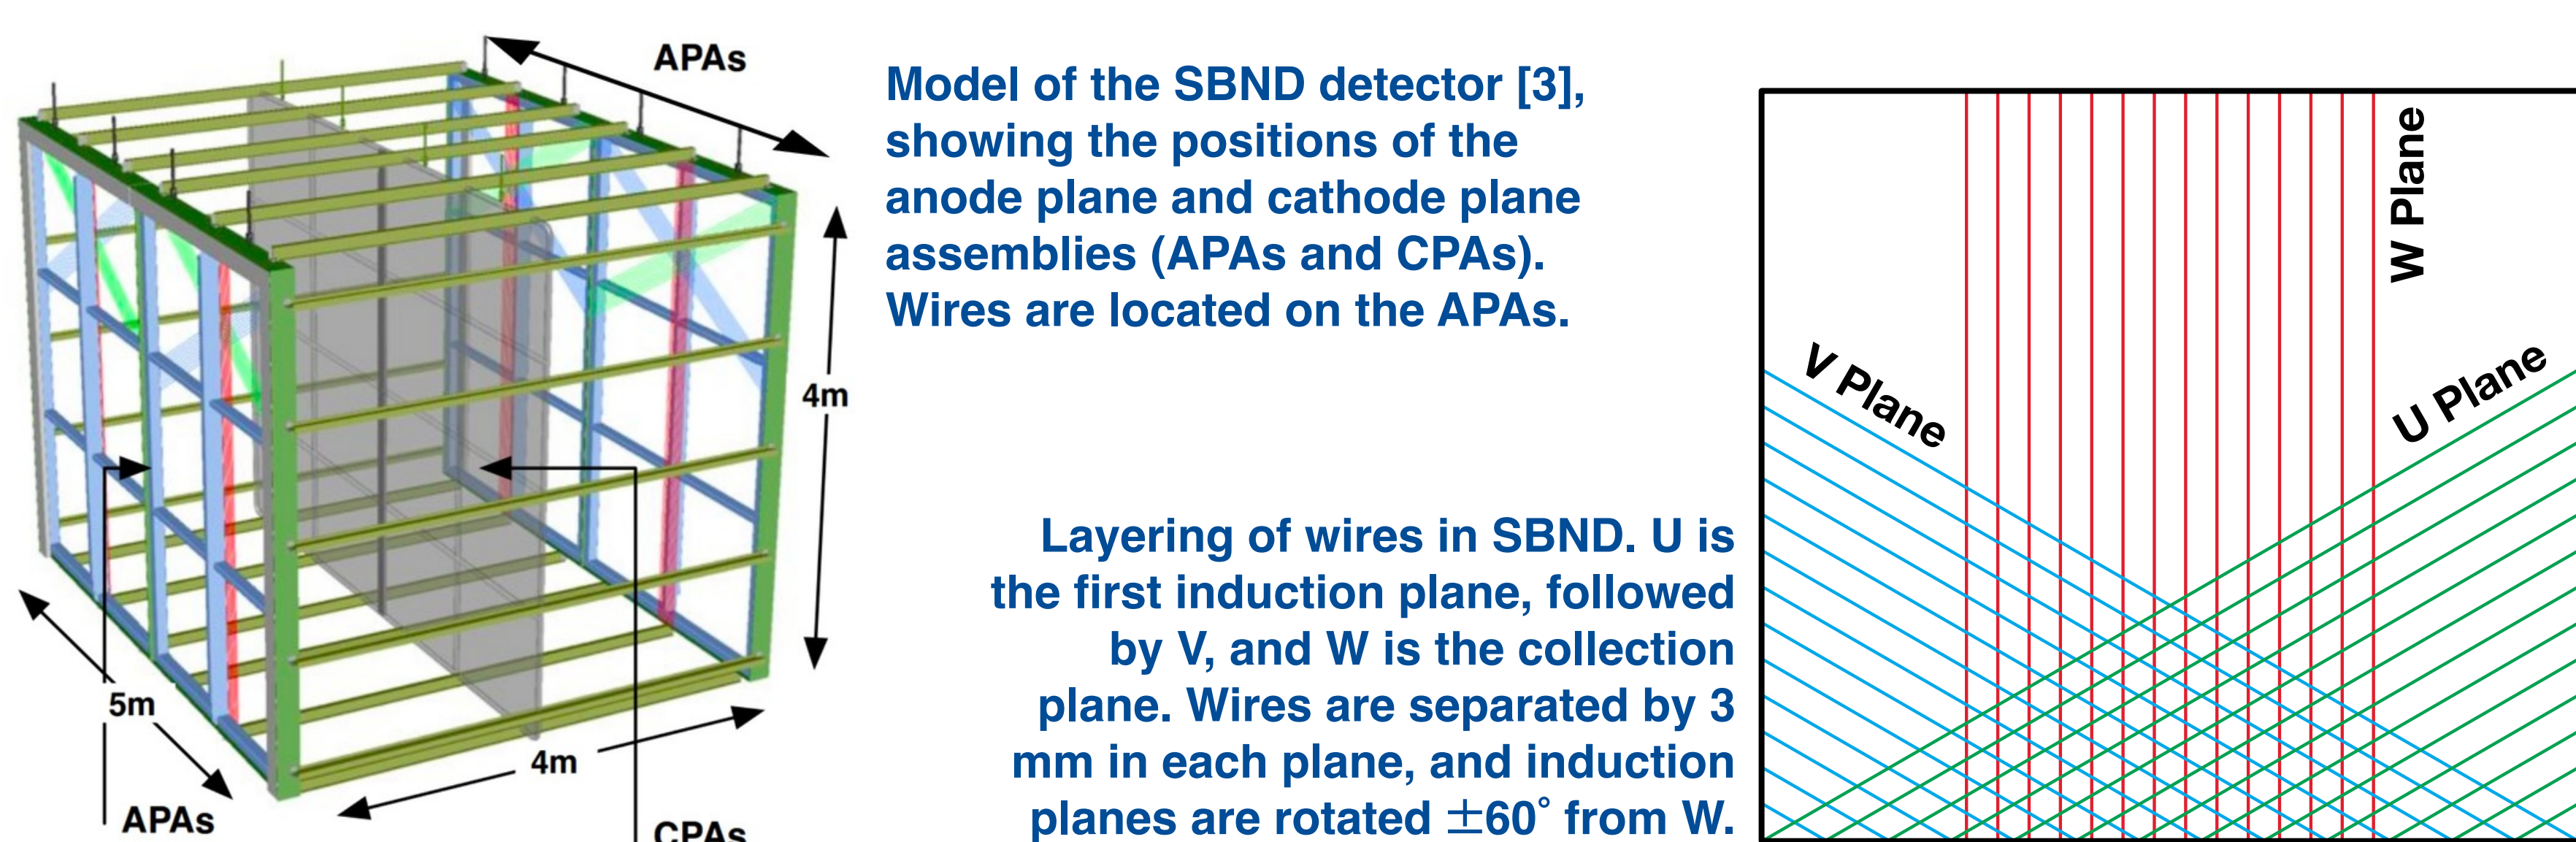 APAs
4m
5m
4m
APAs
CPAs
Model of the SBND detector [3],
showing the positions of the
anode plane and cathode plane
assemblies (APAs and CPAs).
Wires are located on the APAs.
Layering of wires in SBND. U is
the first induction plane, followed
by V, and W is the collection
plane. Wires are separated by 3
mm in each plane, and induction
planes are rotated ±60˚ from W.
W Plane
V Plane
U Plane